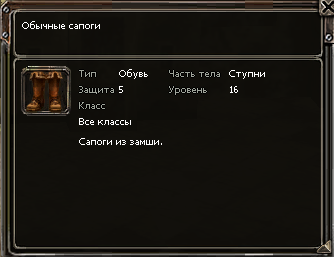 Обычные сапоги
Тип Обувь Часть тела Ступни
Защита 5 Уровень 16
Класс
Все классы
Сапоги из замши.